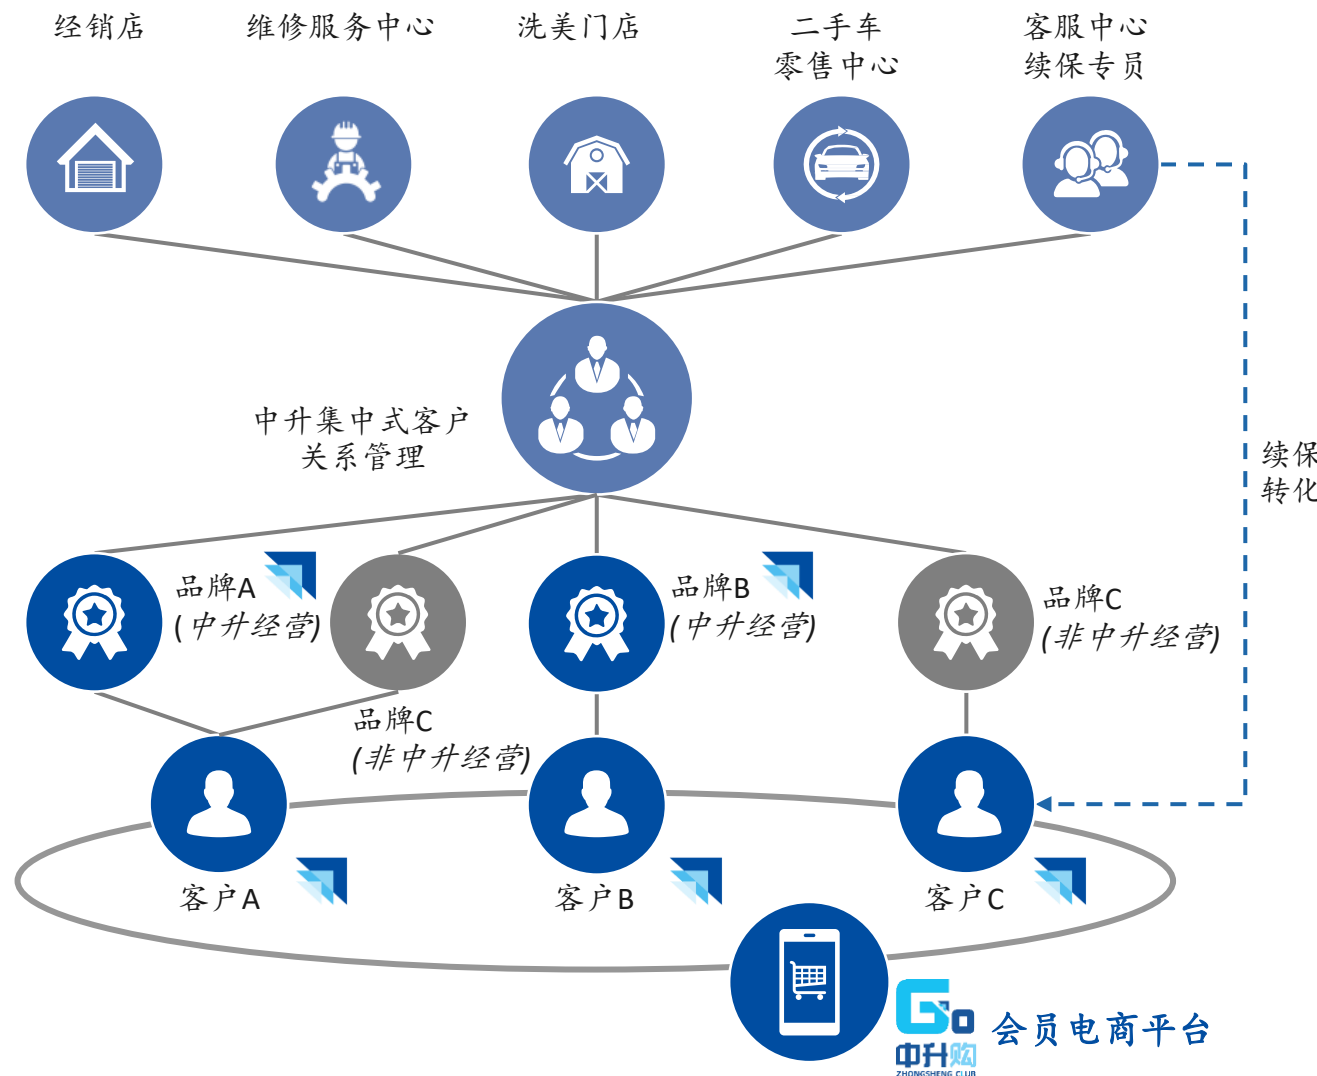 经销店
维修服务中心
洗美门店
二手车
零售中心
客服中心
续保专员
中升集中式客户
关系管理
续保
转化
品牌A
(中升经营)
品牌C
(非中升经营)
品牌B
(中升经营)
品牌C
(非中升经营)
客户A
客户B
客户C
Go
中升购
ZHONGSHENG CLUB
会员电商平台